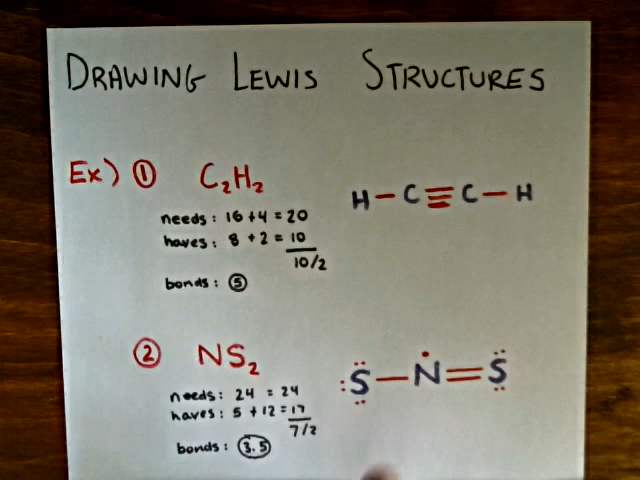 DRAWING LEWIS STRUCTURES
Ex) ① C₂H₂
H–C≡C–H
needs: 16 + 4 = 20
haves: 8 + 2 = 10
10/2
bonds: ⑤
② NS₂
S–N=S
needs: 24 = 24
haves: 5 + 12 = 17
7/2
bonds: 3.5